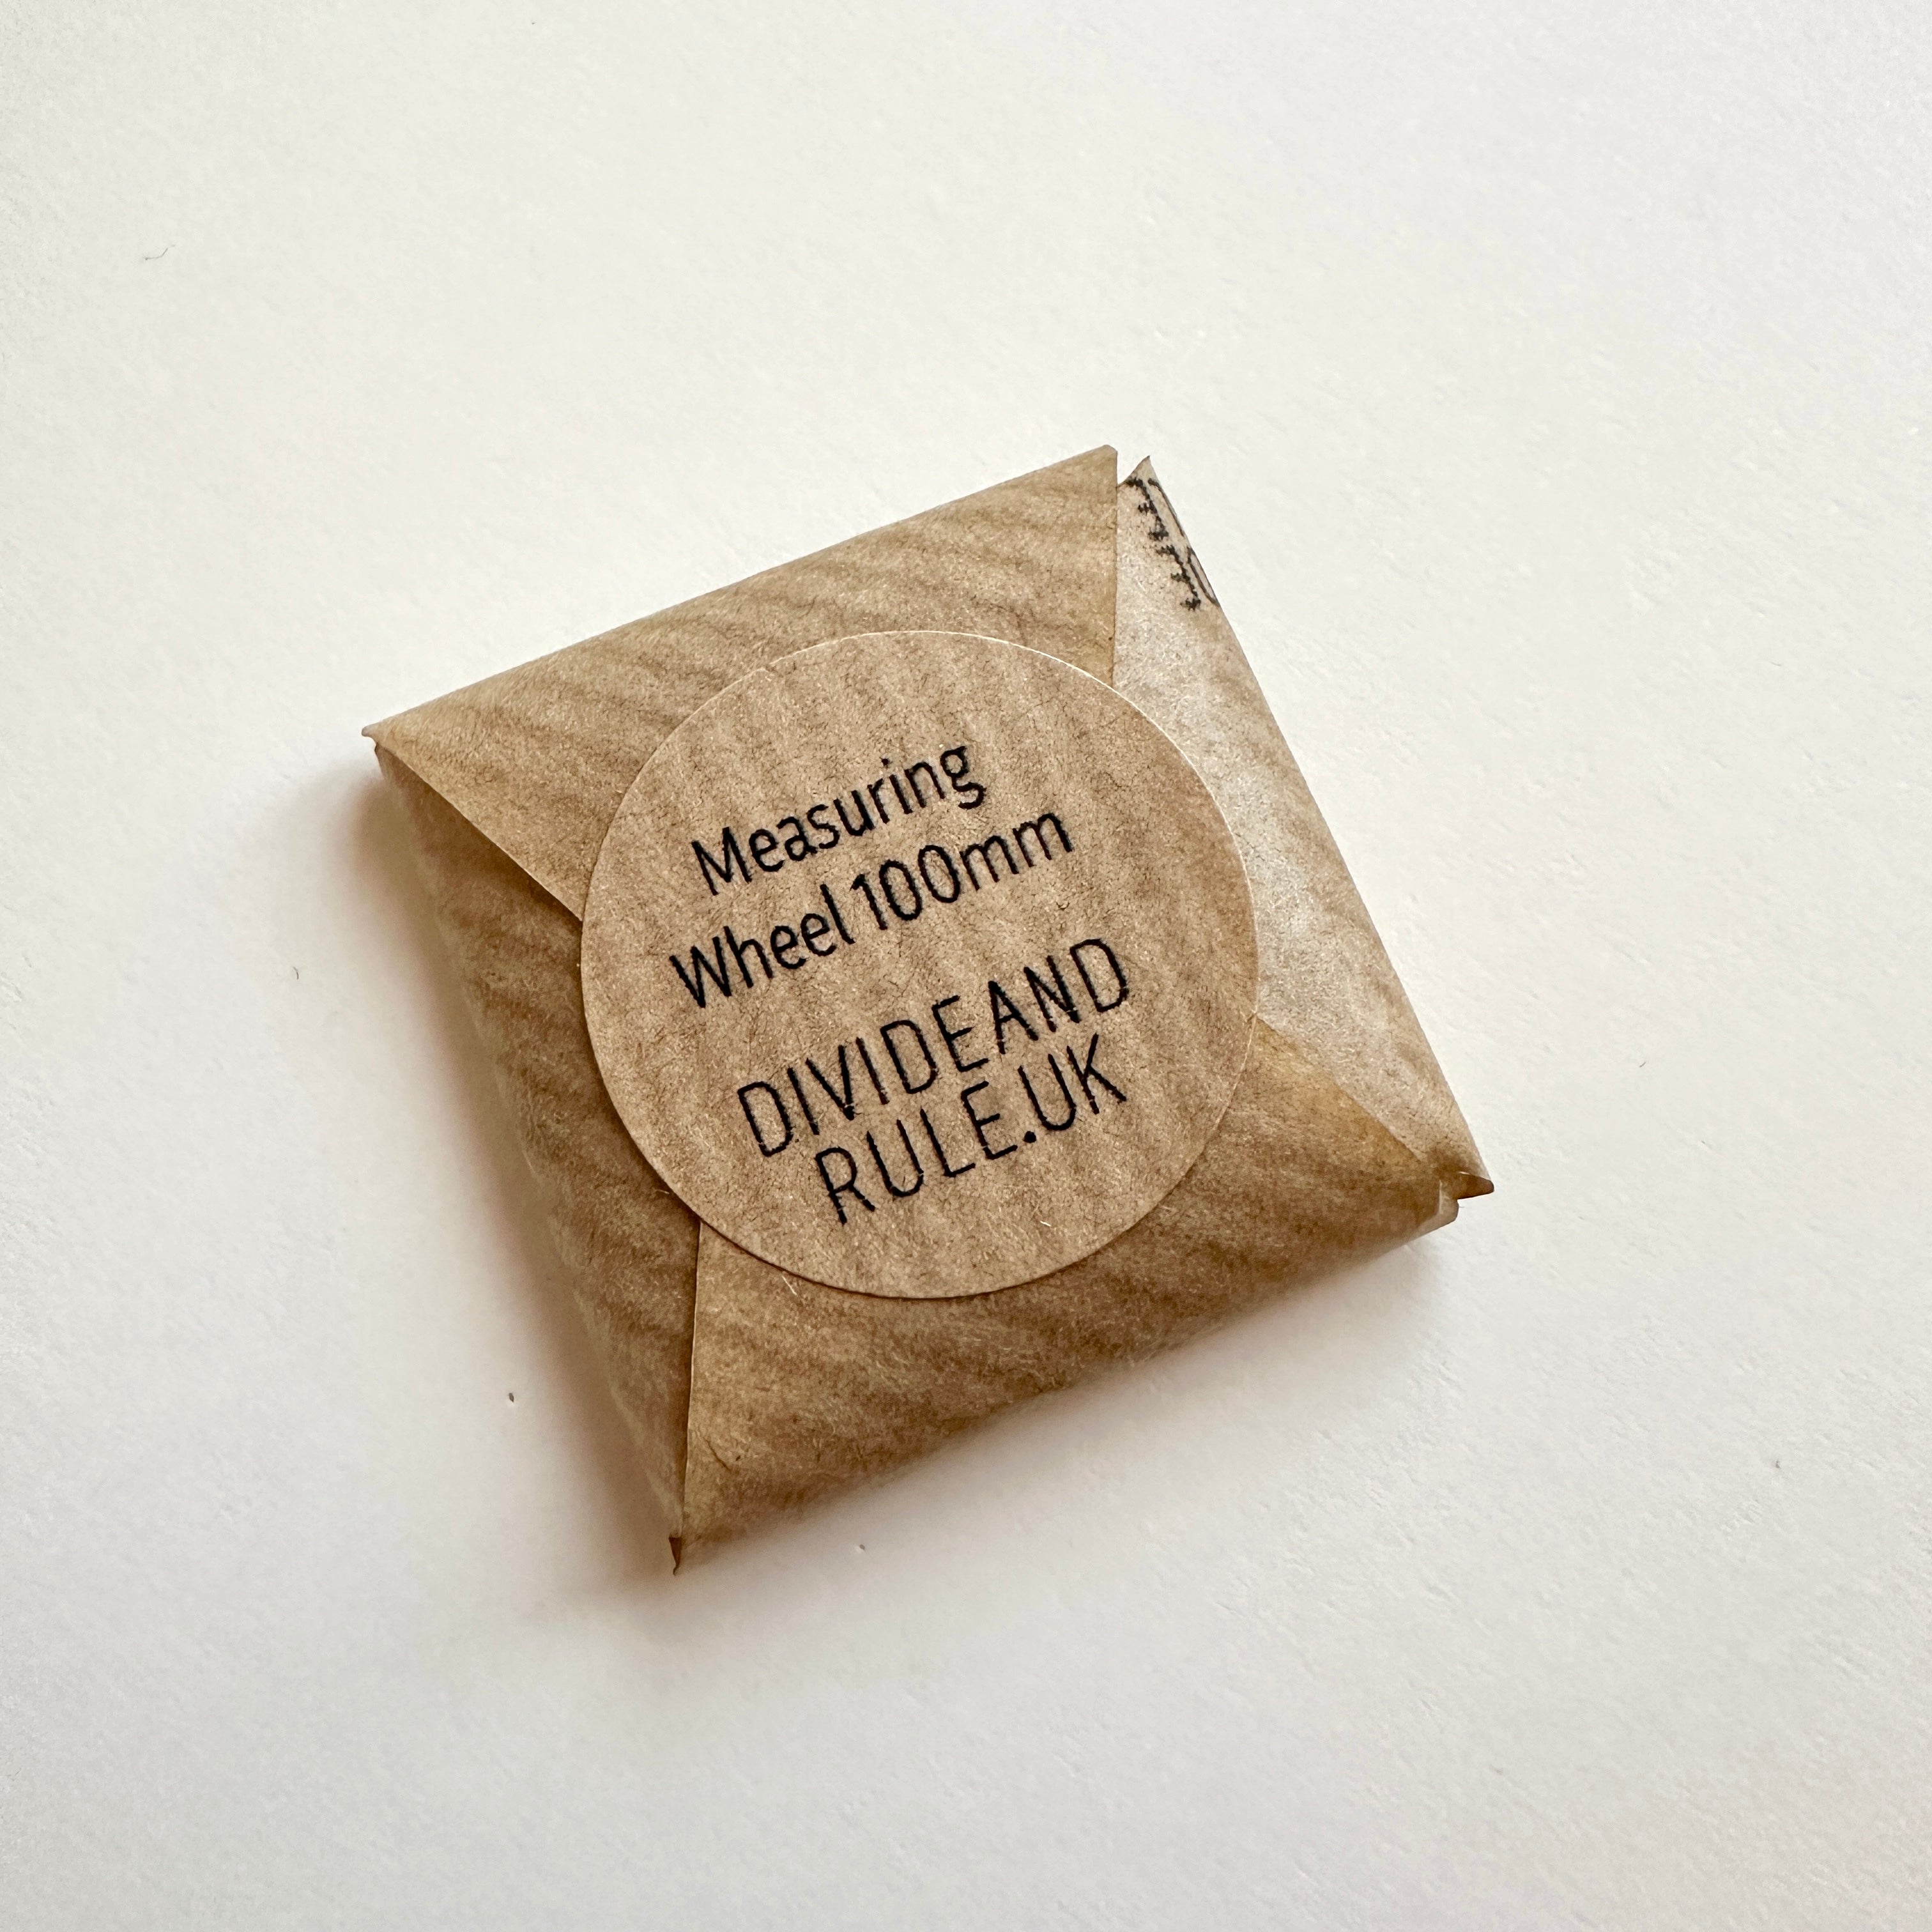 Measuring
Wheel 100mm
DIVIDEAND
RULE.UK